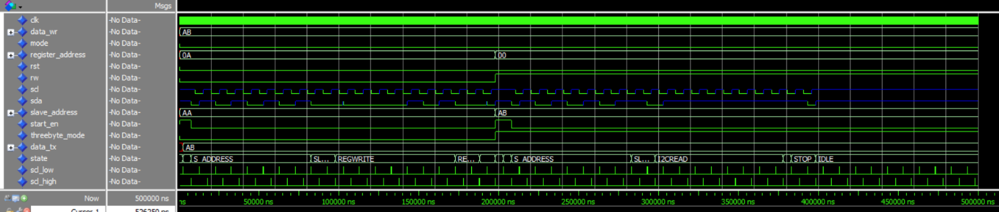 Msgs
clk -No Data-
data_wr -No Data- AB
mode -No Data-
register_address -No Data- 0A 00
rst -No Data-
rw -No Data-
scl -No Data-
sda -No Data-
slave_address -No Data- AA AB
start_en -No Data-
threebyte_mode -No Data-
data_tx -No Data- AB
state -No Data- S_ADDRESS SL... REGWRITE RE... S_ADDRESS SL... I2CREAD STOP IDLE
scl_low -No Data-
scl_high -No Data-
Now 500000 ns ns 50000 ns 100000 ns 150000 ns 200000 ns 250000 ns 300000 ns 350000 ns 400000 ns 450000 ns 500000 ns
Cursor 1 526250 ns